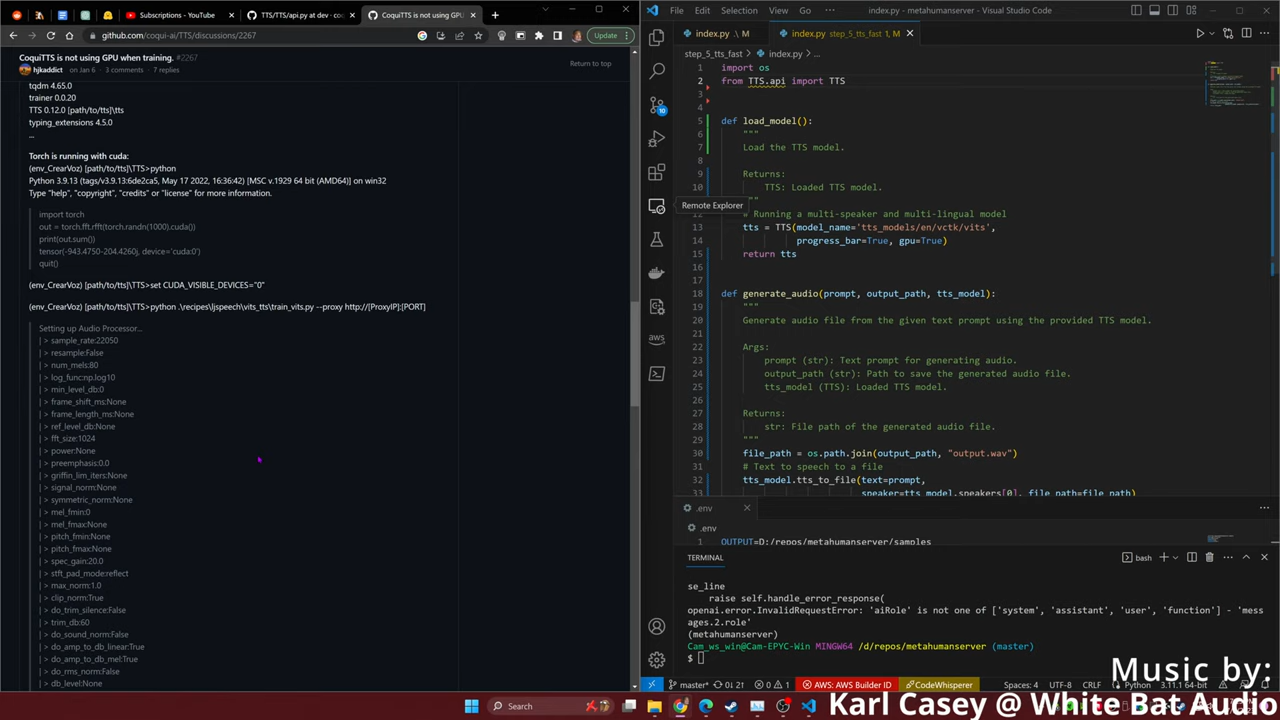 Subscriptions - YouTube
TTS/TTS/api.py at dev · co
CoquiTTS is not using GPU
github.com/coqui-ai/TTS/discussions/2267
Update
CoquiTTS is not using GPU when training. #2267
hjkaddict on Jan 6 3 comments 7 replies
Return to top
tqdm 4.65.0
trainer 0.0.20
TTS 0.12.0 [path/to/tts]\tts
typing_extensions 4.5.0
...
Torch is running with cuda:
(env_CrearVoz) [path/to/tts]\TTS>python
Python 3.9.13 (tags/v3.9.13:6de2ca5, May 17 2022, 16:36:42) [MSC v.1929 64 bit (AMD64)] on win32
Type "help", "copyright", "credits" or "license" for more information.
import torch
out = torch.fft.rfft(torch.randn(1000).cuda())
print(out.sum())
tensor(-943.4750-204.4260j, device='cuda:0')
quit()
(env_CrearVoz) [path/to/tts]\TTS>set CUDA_VISIBLE_DEVICES="0"
(env_CrearVoz) [path/to/tts]\TTS>python .\recipes\ljspeech\vits_tts\train_vits.py --proxy http://[ProxyIP]:[PORT]
Setting up Audio Processor...
| > sample_rate:22050
| > resample:False
| > num_mels:80
| > log_func:np.log10
| > min_level_db:0
| > frame_shift_ms:None
| > frame_length_ms:None
| > ref_level_db:None
| > fft_size:1024
| > power:None
| > preemphasis:0.0
| > griffin_lim_iters:None
| > signal_norm:None
| > symmetric_norm:None
| > mel_fmin:0
| > mel_fmax:None
| > pitch_fmin:None
| > pitch_fmax:None
| > spec_gain:20.0
| > stft_pad_mode:reflect
| > max_norm:1.0
| > clip_norm:True
| > do_trim_silence:False
| > trim_db:60
| > do_sound_norm:False
| > do_amp_to_db_linear:True
| > do_amp_to_db_mel:True
| > do_rms_norm:False
| > db_level:None
File Edit Selection View Go ... index.py - metahumanserver - Visual Studio Code
index.py .\ M
index.py step_5_tts_fast 1, M
step_5_tts_fast > index.py > ...
1 import os
2 from TTS.api import TTS
3
4
5 def load_model():
6 """
7 Load the TTS model.
8
9 Returns:
10 TTS: Loaded TTS model.
Remote Explorer
"""
12 # Running a multi-speaker and multi-lingual model
13 tts = TTS(model_name='tts_models/en/vctk/vits',
14 progress_bar=True, gpu=True)
15 return tts
16
17
18 def generate_audio(prompt, output_path, tts_model):
19 """
20 Generate audio file from the given text prompt using the provided TTS model.
21
22 Args:
23 prompt (str): Text prompt for generating audio.
24 output_path (str): Path to save the generated audio file.
25 tts_model (TTS): Loaded TTS model.
26
27 Returns:
28 str: File path of the generated audio file.
29 """
30 file_path = os.path.join(output_path, "output.wav")
31 # Text to speech to a file
32 tts_model.tts_to_file(text=prompt,
33 speaker=tts_model.speakers[0], file_path=file_path)
.env
.env
1 OUTPUT=D:/repos/metahumanserver/samples
TERMINAL
bash
se_line
raise self.handle_error_response(
openai.error.InvalidRequestError: 'aiRole' is not one of ['system', 'assistant', 'user', 'function'] - 'mess
ages.2.role'
(metahumanserver)
Cam_ws_win@Cam-EPYC-Win MINGW64 /d/repos/metahumanserver (master)
$
master* 0 1 AWS: AWS Builder ID CodeWhisperer Spaces: 4 UTF-8 CRLF Python 3.11.1 64-bit
Search
Music by:
Karl Casey @ White Bat Audio